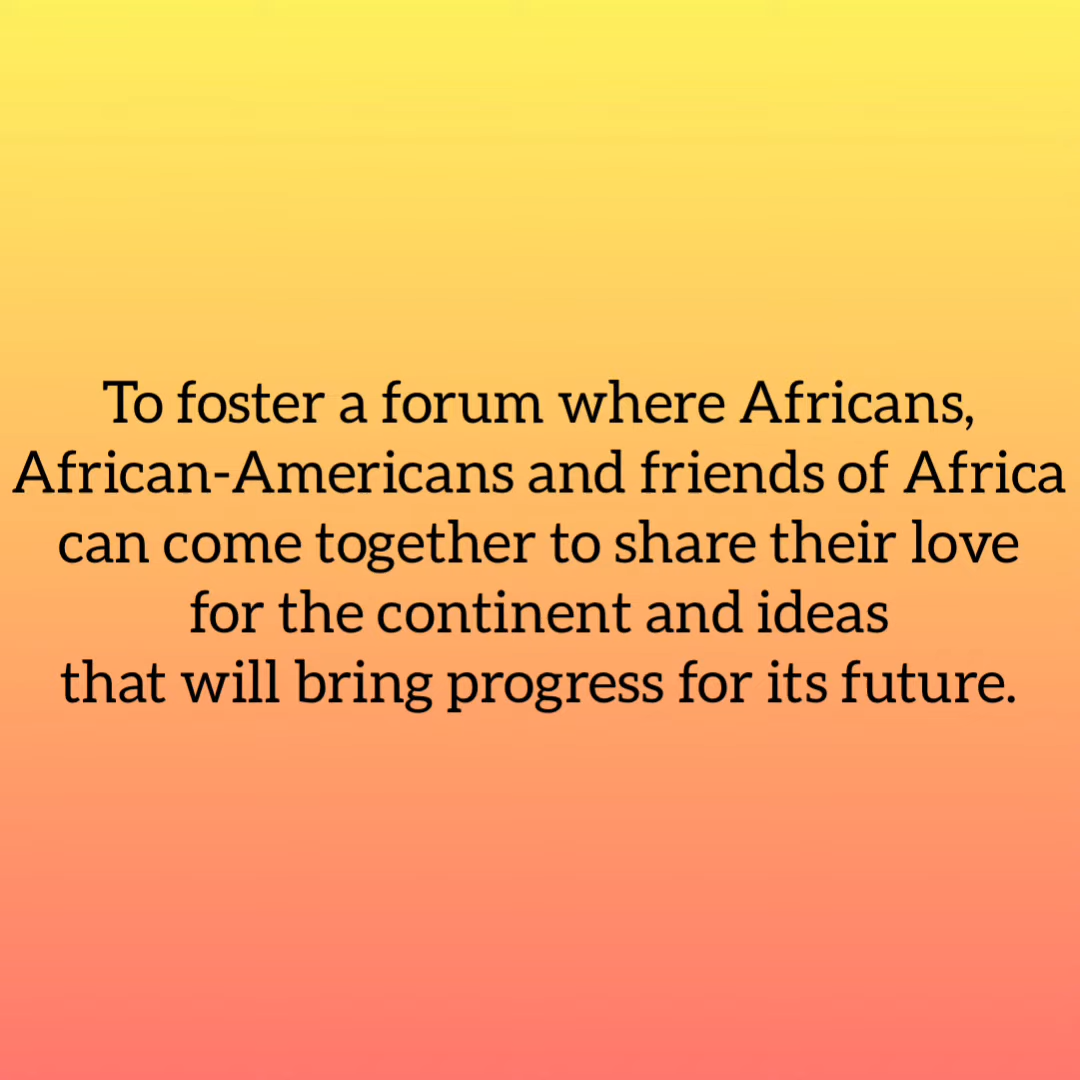 To foster a forum where Africans,
African-Americans and friends of Africa
can come together to share their love
for the continent and ideas
that will bring progress for its future.